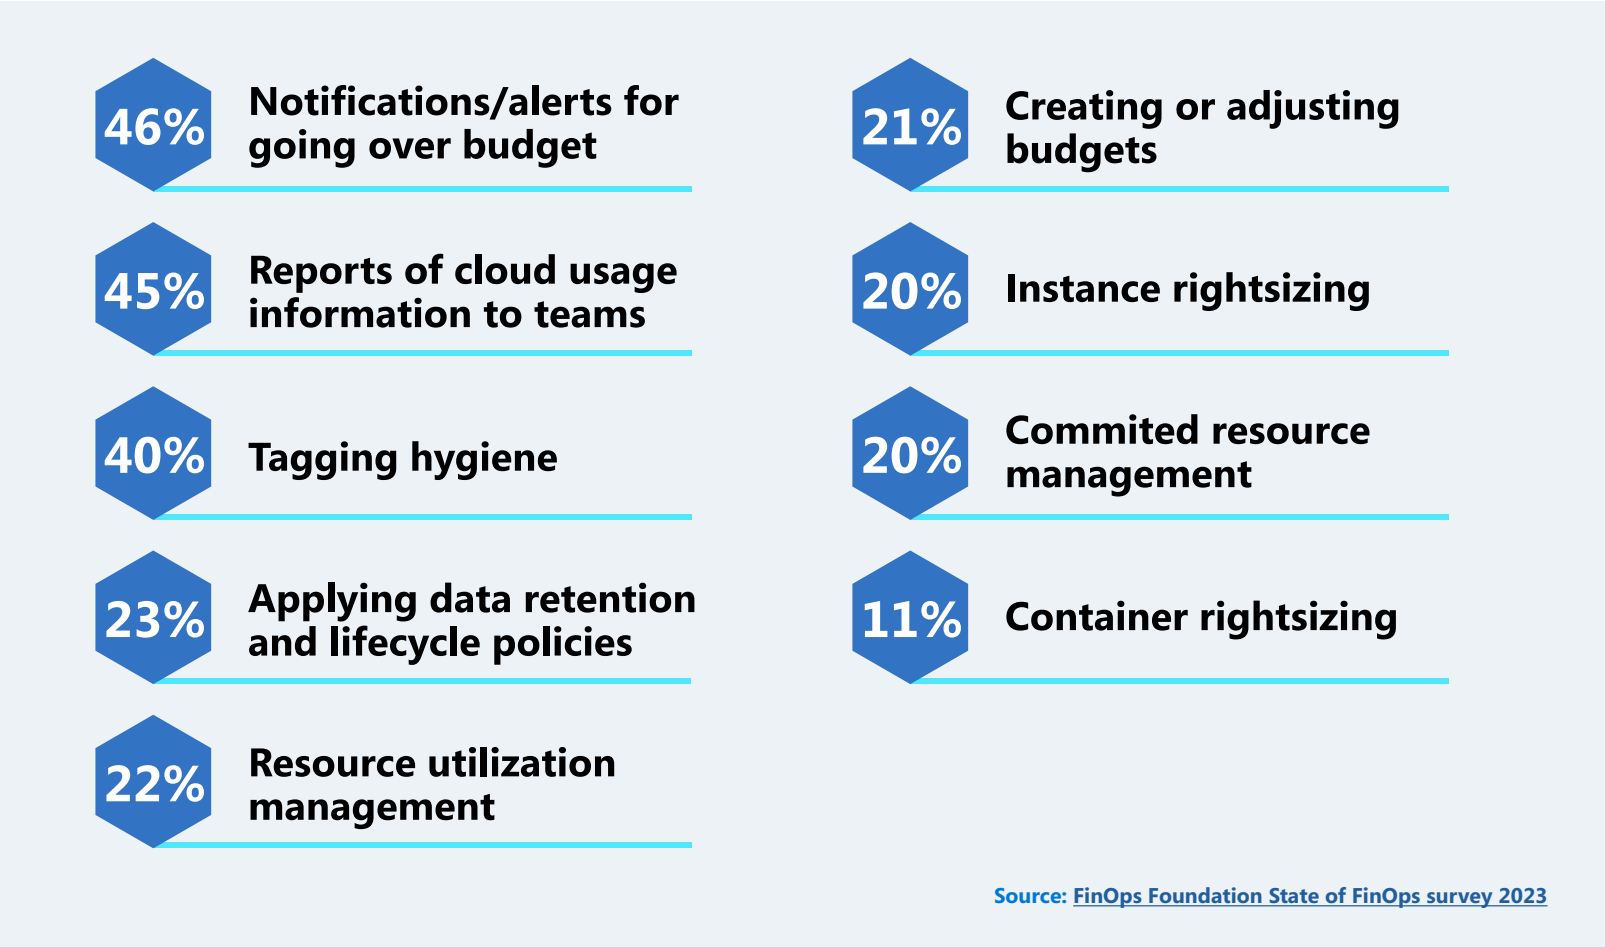 46%
Notifications/alerts for
going over budget
45%
Reports of cloud usage
information to teams
40%
Tagging hygiene
23%
Applying data retention
and lifecycle policies
22%
Resource utilization
management
21%
Creating or adjusting
budgets
20%
Instance rightsizing
20%
Commited resource
management
11%
Container rightsizing
Source: FinOps Foundation State of FinOps survey 2023